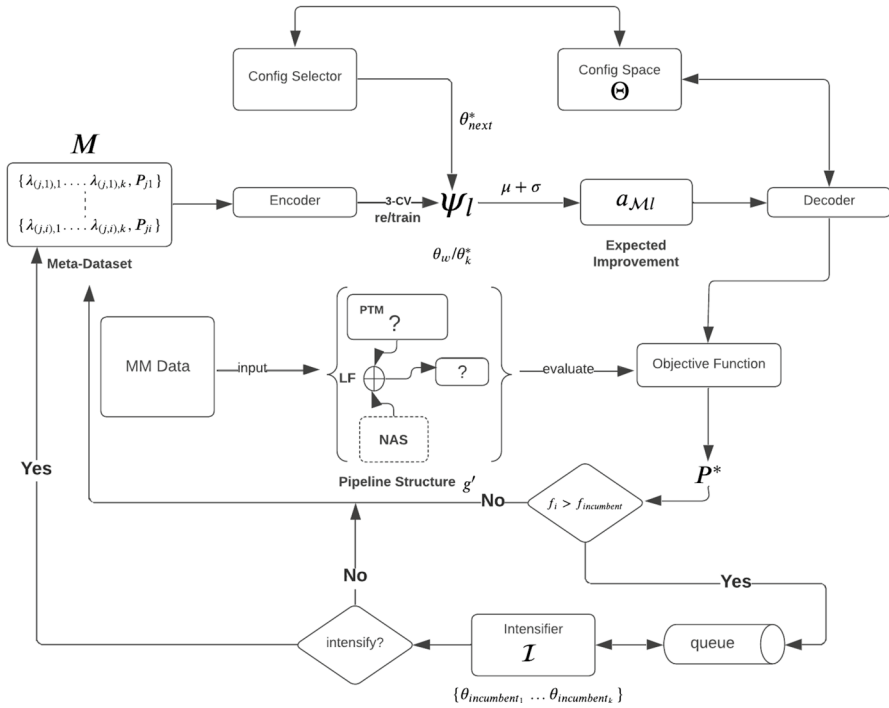 Config Selector
Config Space
Θ
θ*next
M
{λ(j,1),1 . . . . λ(j,1),k, Pj1}
{λ(j,i),1 . . . . λ(j,i),k, Pji}
Meta-Dataset
Encoder
3-CV
re/train
Ψl
μ + σ
aMl
Expected
Improvement
Decoder
θw/θ*k
MM Data
input
PTM
?
LF
?
NAS
Pipeline Structure g′
evaluate
Objective Function
P*
Yes
No
fi > fincumbent
No
Yes
intensify?
Intensifier
I
queue
{θincumbent1 … θincumbentk}